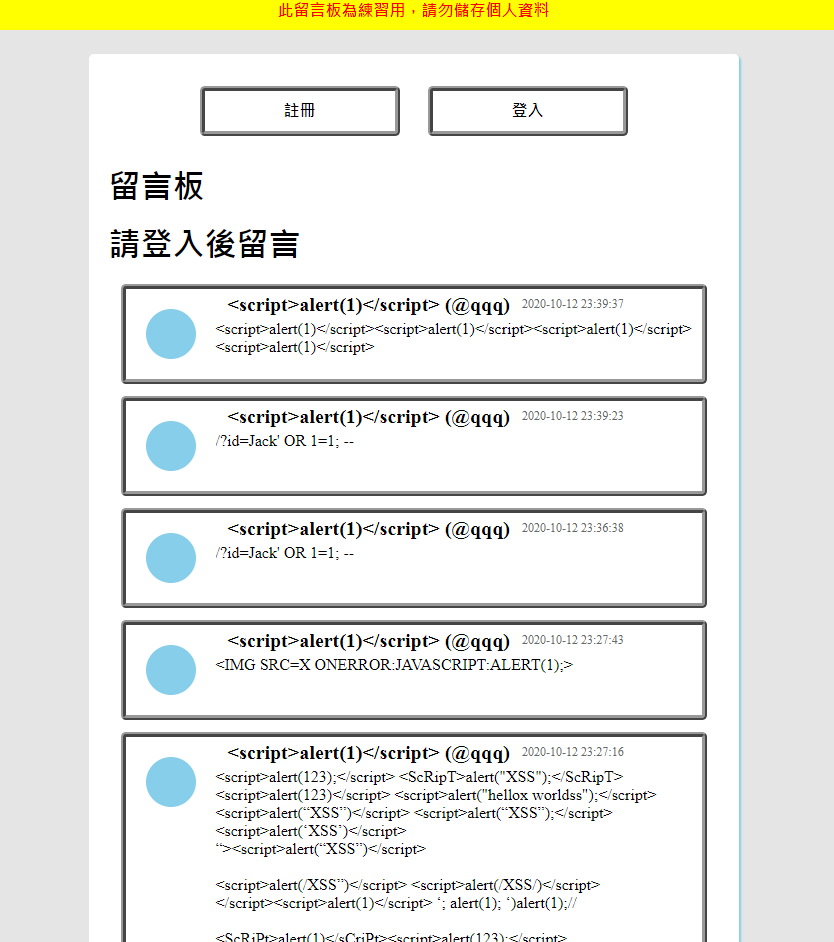 此留言板為練習用，請勿儲存個人資料
註冊
登入
留言板
請登入後留言
<script>alert(1)</script> (@qqq) 2020-10-12 23:39:37
<script>alert(1)</script><script>alert(1)</script><script>alert(1)</script>
<script>alert(1)</script>
<script>alert(1)</script> (@qqq) 2020-10-12 23:39:23
/?id=Jack' OR 1=1; --
<script>alert(1)</script> (@qqq) 2020-10-12 23:36:38
/?id=Jack' OR 1=1; --
<script>alert(1)</script> (@qqq) 2020-10-12 23:27:43
<IMG SRC=X ONERROR:JAVASCRIPT:ALERT(1);>
<script>alert(1)</script> (@qqq) 2020-10-12 23:27:16
<script>alert(123);</script> <ScRipT>alert("XSS");</ScRipT>
<script>alert(123)</script> <script>alert("hellox worldss");</script>
<script>alert(“XSS”)</script> <script>alert(“XSS”);</script>
<script>alert(‘XSS’)</script>
“><script>alert(“XSS”)</script>
<script>alert(/XSS”)</script> <script>alert(/XSS/)</script>
</script><script>alert(1)</script> ‘; alert(1); ‘)alert(1);//
<ScRiPt>alert(1)</sCriPt><script>alert(123);</script>